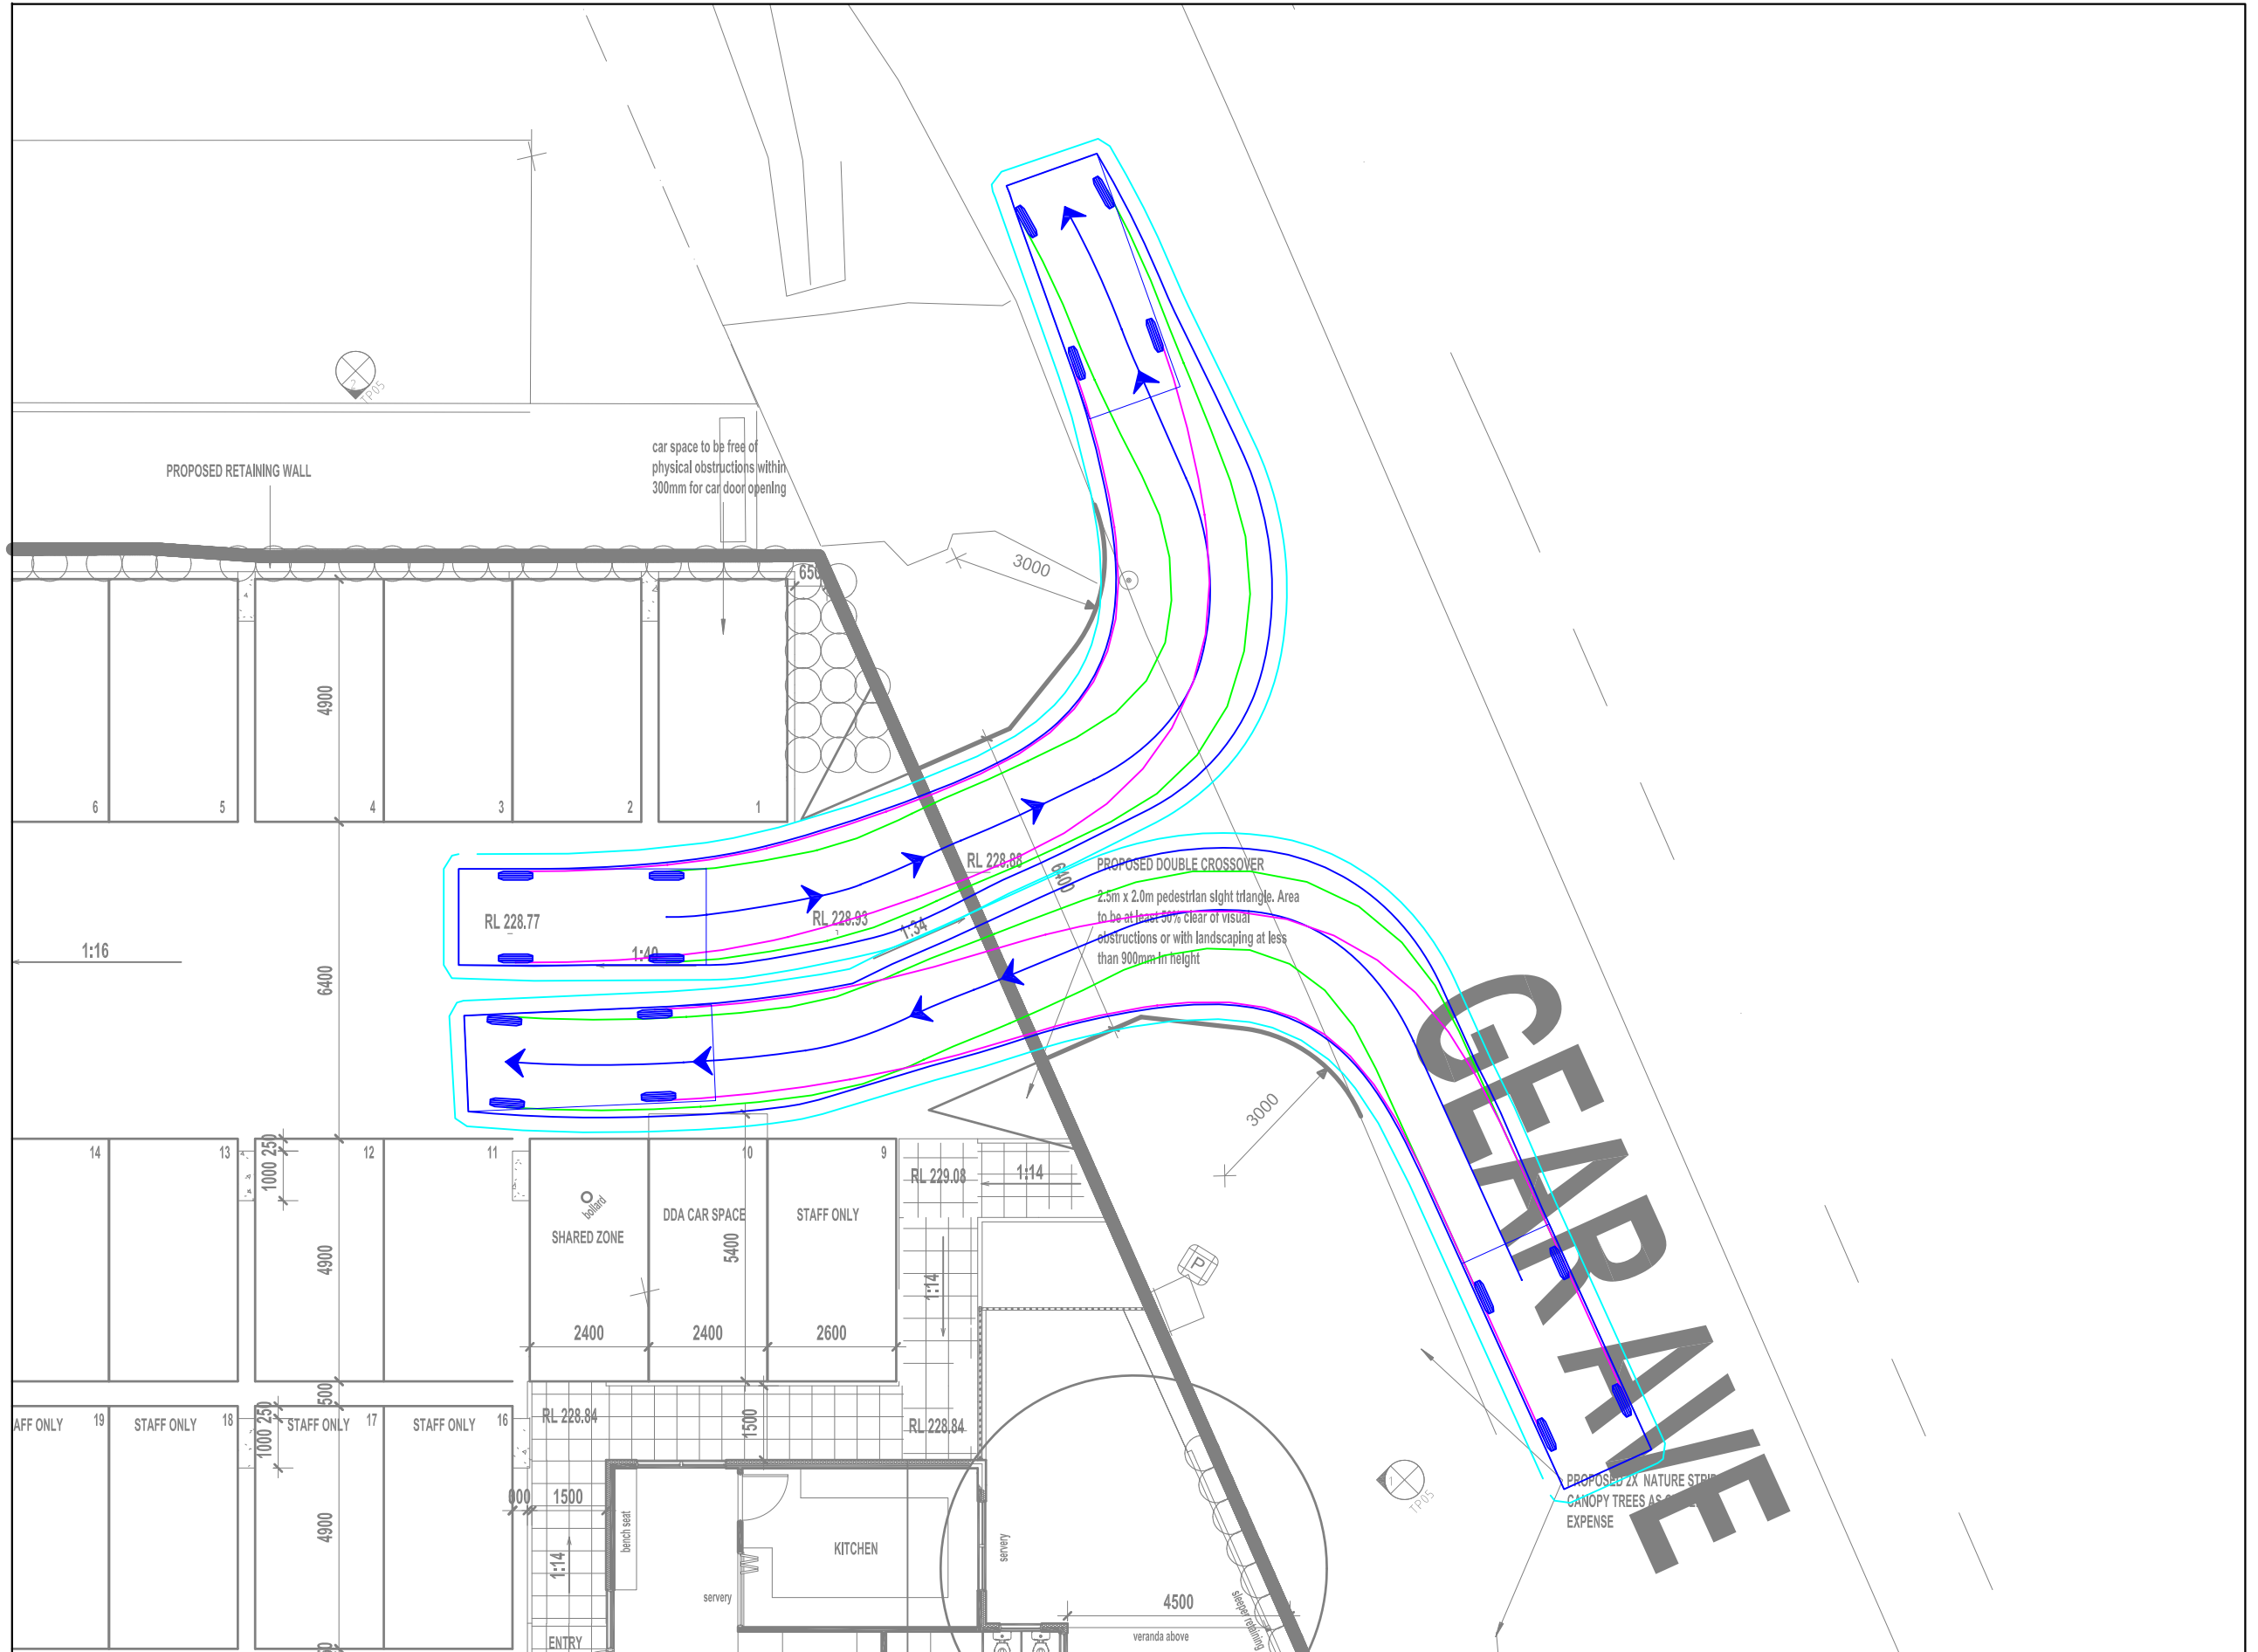 2
TP05
car space to be free of
physical obstructions within
300mm for car door opening
PROPOSED RETAINING WALL
3000
650
4900
6
5
4
3
2
1
RL 228.88
6400
PROPOSED DOUBLE CROSSOVER
2.5m x 2.0m pedestrian sight triangle. Area
to be at least 50% clear of visual
obstructions or with landscaping at less
than 900mm in height
RL 228.77
RL 228.93
1:34
1:16
1:40
6400
GEAR AVE
3000
14
13
12
11
10
9
1000 250
RL 229.08
1:14
bollard
SHARED ZONE
DDA CAR SPACE
STAFF ONLY
4900
5400
1:14
P
2400
2400
2600
500
AFF ONLY
19
STAFF ONLY
18
STAFF ONLY
17
STAFF ONLY
16
1000 250
RL 228.84
1500
RL 228.84
1
TP05
PROPOSED 2X NATURE STRIP
CANOPY TREES AS
EXPENSE
1500
4900
bench seat
KITCHEN
servery
1:14
servery
sleeper retaining
4500
ENTRY
veranda above